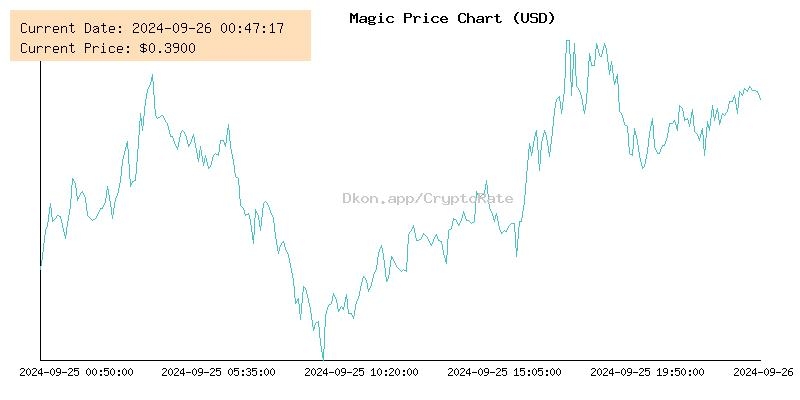 Magic Price Chart (USD)
Current Date: 2024-09-26 00:47:17
Current Price: $0.3900
Dkon.app/CryptoRate
2024-09-25 00:50:00 2024-09-25 05:35:00 2024-09-25 10:20:00 2024-09-25 15:05:00 2024-09-25 19:50:00 2024-09-26